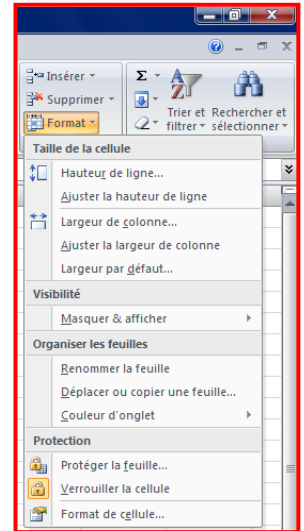 Insérer
Supprimer
Format
Σ
A
Z
Trier et filtrer
Rechercher et sélectionner
Taille de la cellule
Hauteur de ligne...
Ajuster la hauteur de ligne
Largeur de colonne...
Ajuster la largeur de colonne
Largeur par défaut...
Visibilité
Masquer & afficher
Organiser les feuilles
Renommer la feuille
Déplacer ou copier une feuille...
Couleur d'onglet
Protection
Protéger la feuille...
Verrouiller la cellule
Format de cellule...